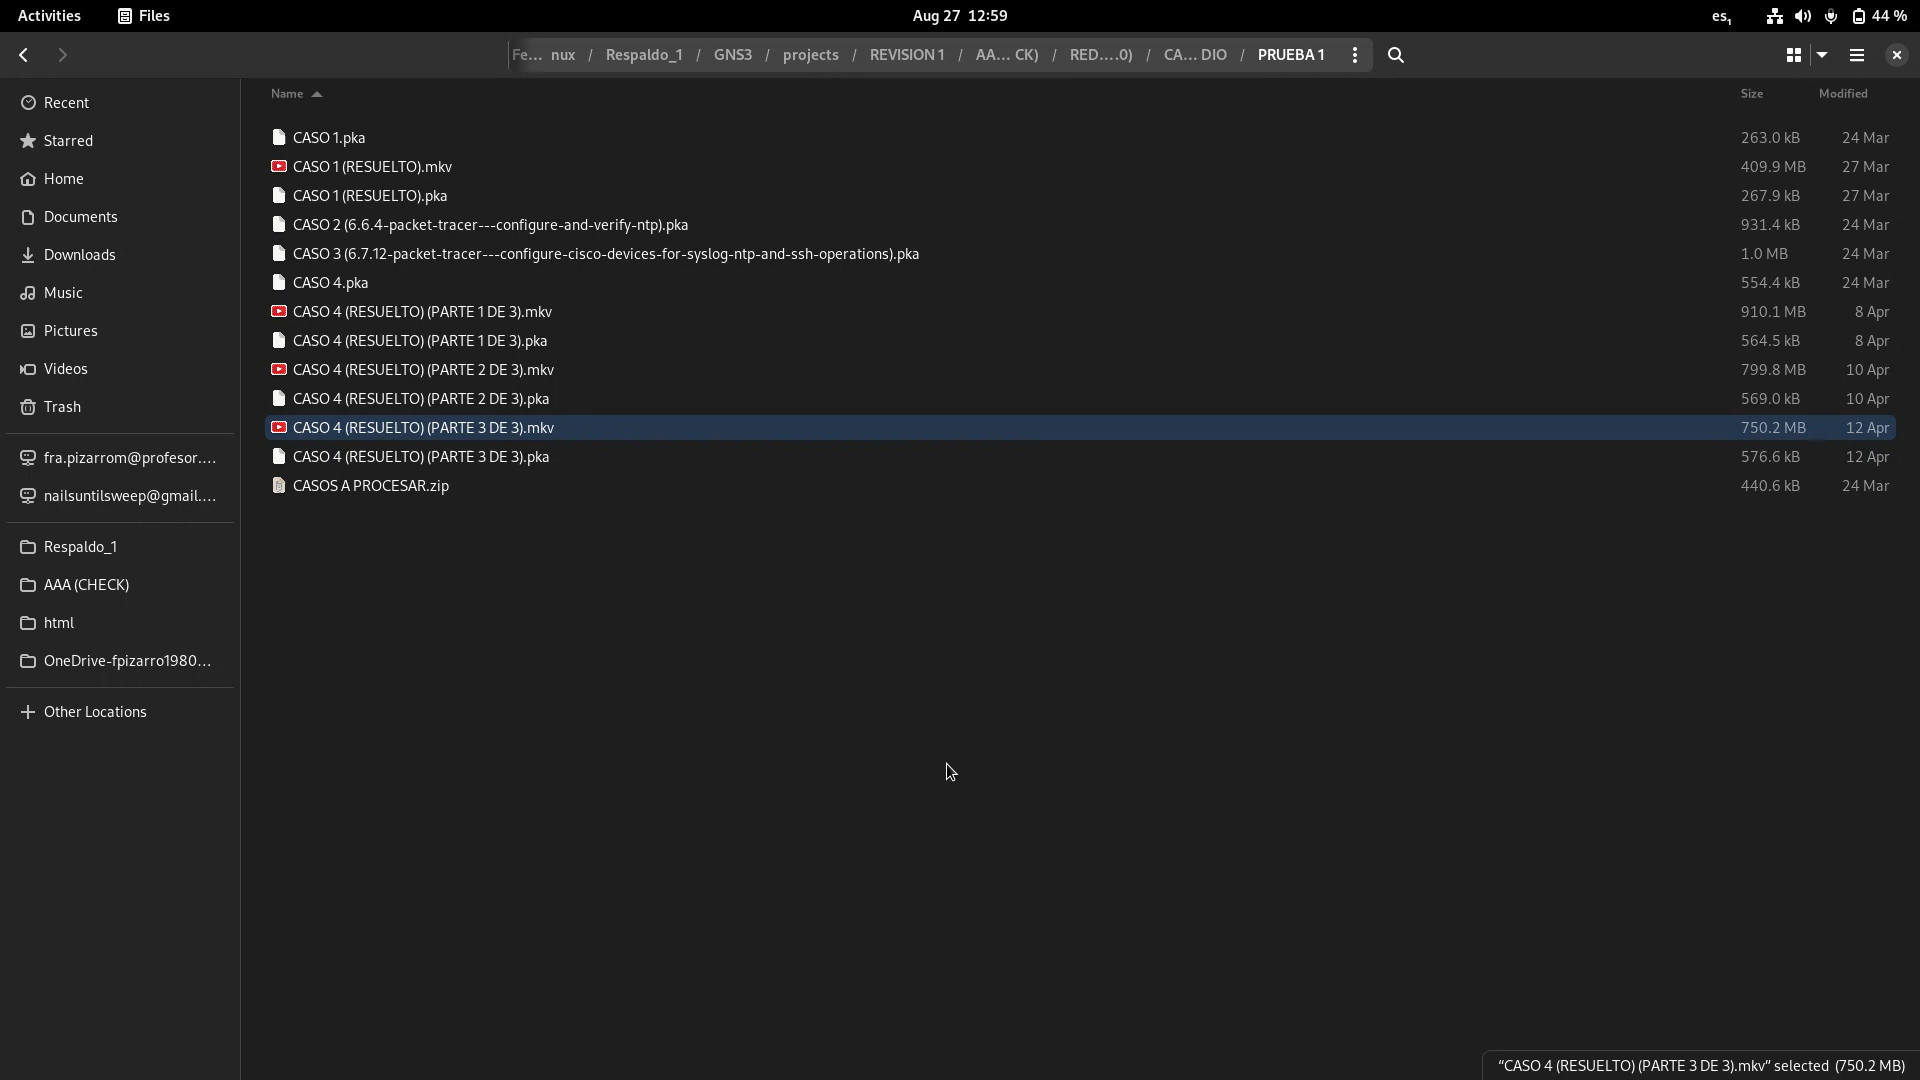 Activities Files Aug 27 12:59 es1 44 %
Fe... nux / Respaldo_1 / GNS3 / projects / REVISION 1 / AA... CK) / RED....0) / CA... DIO / PRUEBA 1
Name Size Modified
Recent
Starred
Home
Documents
Downloads
Music
Pictures
Videos
Trash
fra.pizarrom@profesor....
nailsuntilsweep@gmail....
Respaldo_1
AAA (CHECK)
html
OneDrive-fpizarro1980...
Other Locations
CASO 1.pka 263.0 kB 24 Mar
CASO 1 (RESUELTO).mkv 409.9 MB 27 Mar
CASO 1 (RESUELTO).pka 267.9 kB 27 Mar
CASO 2 (6.6.4-packet-tracer---configure-and-verify-ntp).pka 931.4 kB 24 Mar
CASO 3 (6.7.12-packet-tracer---configure-cisco-devices-for-syslog-ntp-and-ssh-operations).pka 1.0 MB 24 Mar
CASO 4.pka 554.4 kB 24 Mar
CASO 4 (RESUELTO) (PARTE 1 DE 3).mkv 910.1 MB 8 Apr
CASO 4 (RESUELTO) (PARTE 1 DE 3).pka 564.5 kB 8 Apr
CASO 4 (RESUELTO) (PARTE 2 DE 3).mkv 799.8 MB 10 Apr
CASO 4 (RESUELTO) (PARTE 2 DE 3).pka 569.0 kB 10 Apr
CASO 4 (RESUELTO) (PARTE 3 DE 3).mkv 750.2 MB 12 Apr
CASO 4 (RESUELTO) (PARTE 3 DE 3).pka 576.6 kB 12 Apr
CASOS A PROCESAR.zip 440.6 kB 24 Mar
“CASO 4 (RESUELTO) (PARTE 3 DE 3).mkv” selected (750.2 MB)